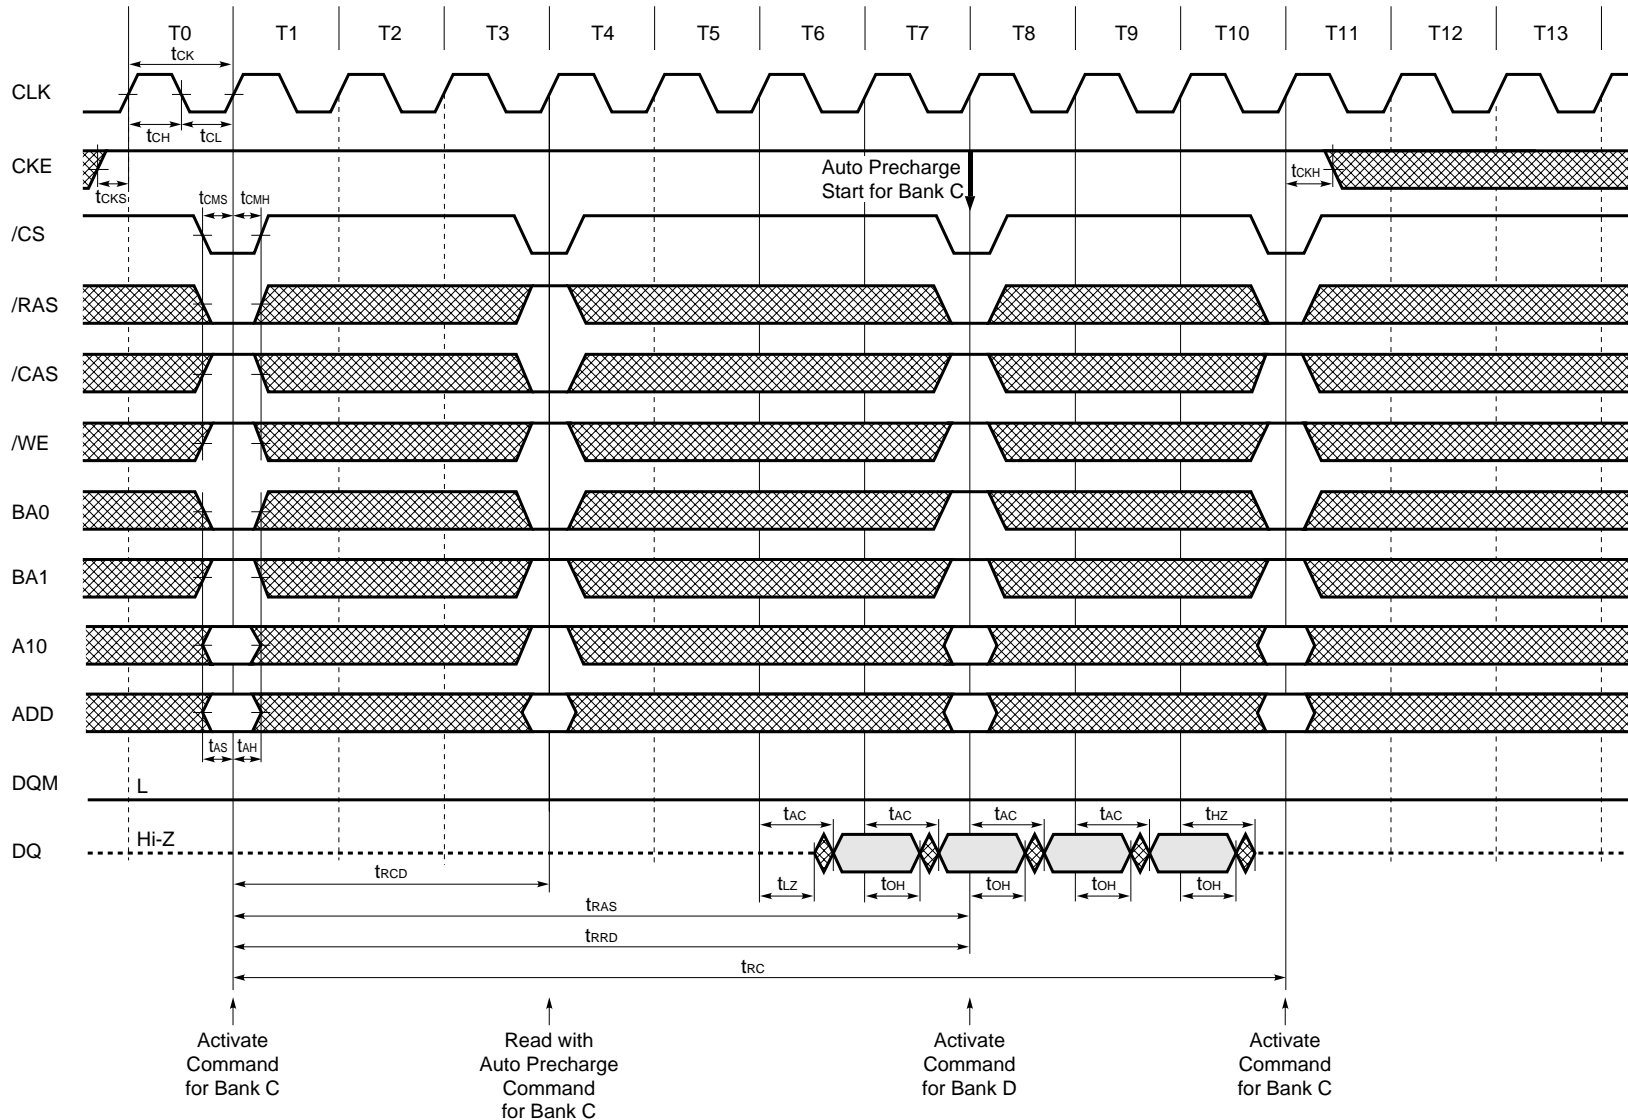 T0 T1 T2 T3 T4 T5 T6 T7 T8 T9 T10 T11 T12 T13
tCK
CLK
tCH tCL
CKE
Auto Precharge
Start for Bank C
tCKH
tCKS tCMS tCMH
/CS
/RAS
/CAS
/WE
BA0
BA1
A10
ADD
tAS tAH
DQM L
tAC tAC tAC tAC tHZ
Hi-Z
DQ
tRCD tLZ tOH tOH tOH tOH
tRAS
tRRD
tRC
Activate
Command
for Bank C
Read with
Auto Precharge
Command
for Bank C
Activate
Command
for Bank D
Activate
Command
for Bank C